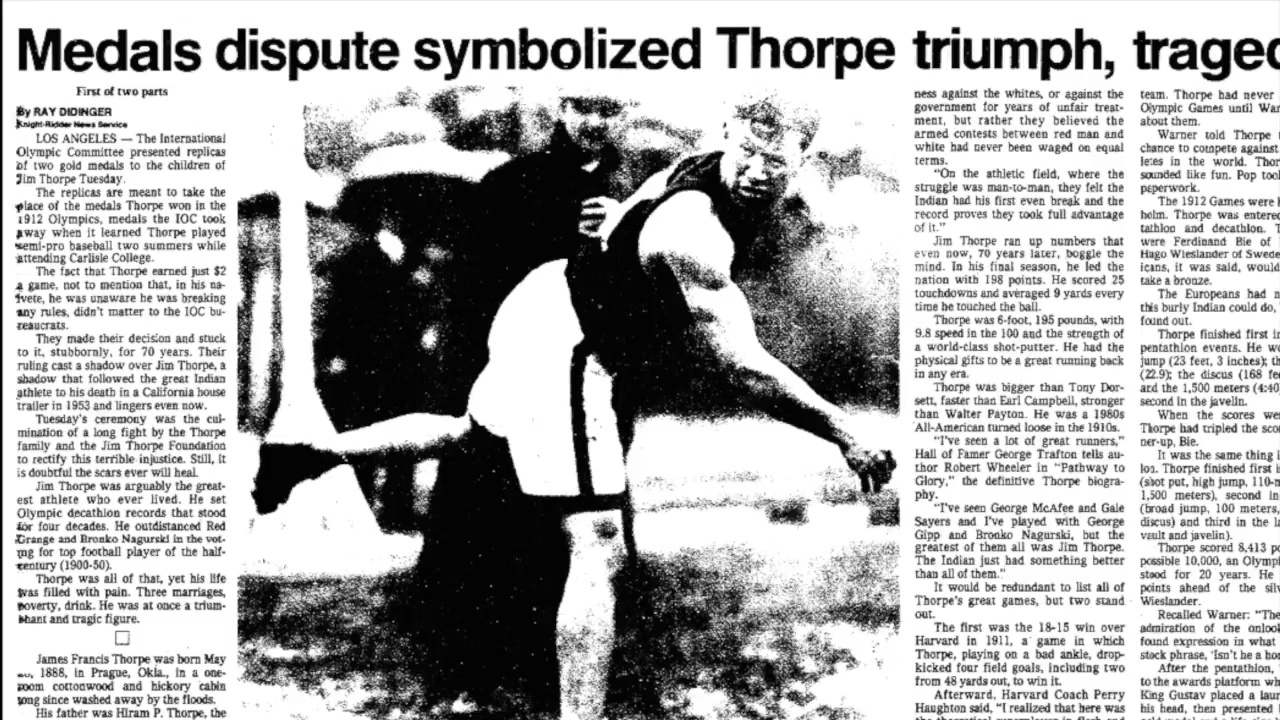 Medals dispute symbolized Thorpe triumph,
First of two parts
By RAY DIDINGER
Knight-Ridder News Service
LOS ANGELES — The International
Olympic Committee presented replicas
of two gold medals to the children of
Jim Thorpe Tuesday.
The replicas are meant to take the
place of the medals Thorpe won in the
1912 Olympics, medals the IOC took
away when it learned Thorpe played
semi-pro baseball two summers while
attending Carlisle College.
The fact that Thorpe earned just $2
a game, not to mention that, in his na-
ivete, he was unaware he was breaking
any rules, didn't matter to the IOC bu-
reaucrats.
They made their decision and stuck
to it, stubbornly, for 70 years. Their
ruling cast a shadow over Jim Thorpe, a
shadow that followed the great Indian
athlete to his death in a California house
trailer in 1953 and lingers even now.
Tuesday's ceremony was the cul-
mination of a long fight by the Thorpe
family and the Jim Thorpe Foundation
to rectify this terrible injustice. Still, it
is doubtful the scars ever will heal.
Jim Thorpe was arguably the great-
est athlete who ever lived. He set
Olympic decathlon records that stood
for four decades. He outdistanced Red
Grange and Bronko Nagurski in the vot-
ing for top football player of the half-
century (1900-50).
Thorpe was all of that, yet his life
was filled with pain. Three marriages,
poverty, drink. He was at once a trium-
phant and tragic figure.
James Francis Thorpe was born May
1888, in Prague, Okla., in a one-
room cottonwood and hickory cabin
long since washed away by the floods.
His father was Hiram P. Thorpe, the
ness against the whites, or against the
government for years of unfair treat-
ment, but rather they believed the
armed contests between red man and
white had never been waged on equal
terms.
"On the athletic field, where the
struggle was man-to-man, they felt the
Indian had his first even break and the
record proves they took full advantage
of it."
Jim Thorpe ran up numbers that
even now, 70 years later, boggle the
mind. In his final season, he led the
nation with 198 points. He scored 25
touchdowns and averaged 9 yards every
time he touched the ball.
Thorpe was 6-foot, 195 pounds, with
9.8 speed in the 100 and the strength of
a world-class shot-putter. He had the
physical gifts to be a great running back
in any era.
Thorpe was bigger than Tony Dor-
sett, faster than Earl Campbell, stronger
than Walter Payton. He was a 1980s
All-American turned loose in the 1910s.
"I've seen a lot of great runners,"
Hall of Famer George Trafton tells au-
thor Robert Wheeler in "Pathway to
Glory," the definitive Thorpe biogra-
phy.
"I've seen George McAfee and Gale
Sayers and I've played with George
Gipp and Bronko Nagurski, but the
greatest of them all was Jim Thorpe.
The Indian just had something better
than all of them."
It would be redundant to list all of
Thorpe's great games, but two stand
out.
The first was the 18-15 win over
Harvard in 1911, a game in which
Thorpe, playing on a bad ankle, drop-
kicked four field goals, including two
from 48 yards out, to win it.
Afterward, Harvard Coach Perry
Haughton said, "I realized that here was
team. Thorpe had never
Olympic Games until
about them.
Warner told Thorpe
chance to compete against
letes in the world.
sounded like fun. Pop
paperwork.
The 1912 Games were
holm. Thorpe was
tathlon and decathlon.
were Ferdinand Bie of
Hugo Wieslander of
icans, it was said, would
take a bronze.
The Europeans had
this burly Indian could do,
found out.
Thorpe finished first
pentathlon events. He
jump (23 feet, 3 inches);
(22.9); the discus (168
and the 1,500 meters
second in the javelin.
When the scores
Thorpe had tripled the
ner-up, Bie.
It was the same thing
lon. Thorpe finished first
(shot put, high jump,
1,500 meters), second
(broad jump, 100 meters,
discus) and third in the
vault and javelin).
Thorpe scored 8,413
possible 10,000, an
stood for 20 years. He
points ahead of the
Wieslander.
Recalled Warner:
admiration of the
found expression in what
stock phrase, 'Isn't he a
After the pentathlon,
to the awards platform
King Gustav placed a
his head, then presented